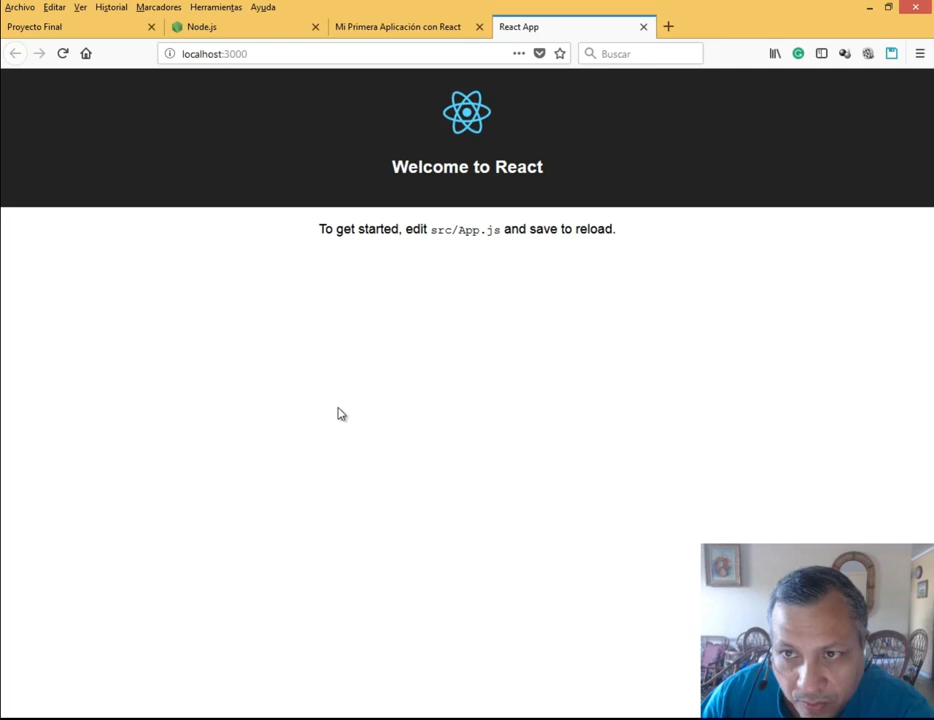 Archivo Editar Ver Historial Marcadores Herramientas Ayuda
Proyecto Final
Node.js
Mi Primera Aplicación con React
React App
localhost:3000
Buscar
Welcome to React
To get started, edit src/App.js and save to reload.